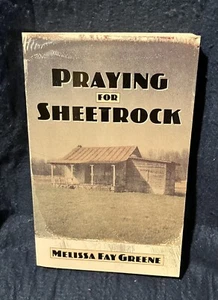 PRAYING
FOR
SHEETROCK
MELISSA FAY GREENE